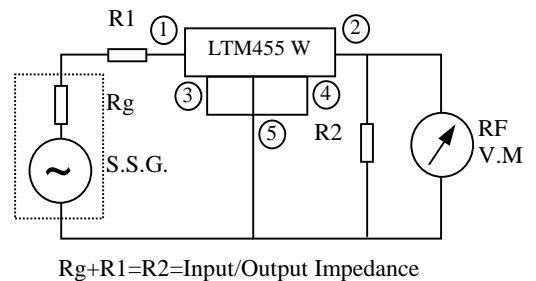 R1
①
LTM455 W
②
Rg
③
④
⑤
R2
RF
V.M
~
S.S.G.
Rg+R1=R2=Input/Output Impedance